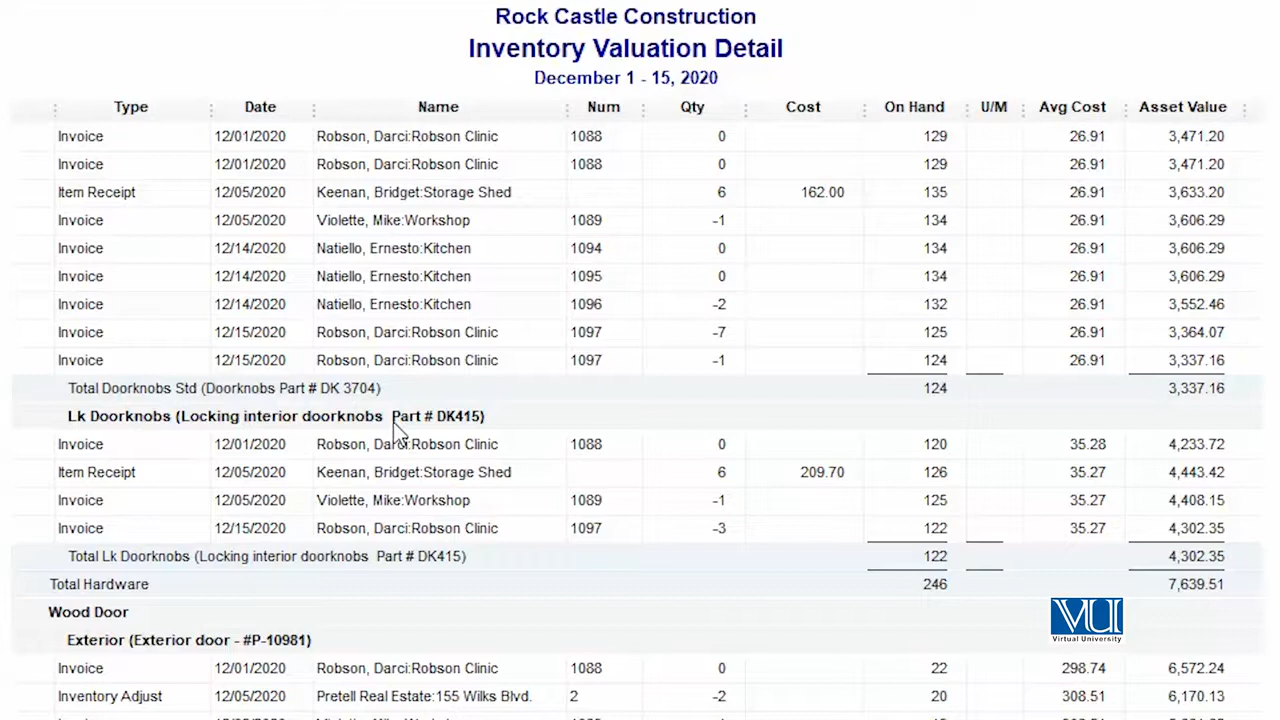 Rock Castle Construction
Inventory Valuation Detail
December 1 - 15, 2020
Type Date Name Num Qty Cost On Hand U/M Avg Cost Asset Value
Invoice 12/01/2020 Robson, Darci:Robson Clinic 1088 0 129 26.91 3,471.20
Invoice 12/01/2020 Robson, Darci:Robson Clinic 1088 0 129 26.91 3,471.20
Item Receipt 12/05/2020 Keenan, Bridget:Storage Shed 6 162.00 135 26.91 3,633.20
Invoice 12/05/2020 Violette, Mike:Workshop 1089 -1 134 26.91 3,606.29
Invoice 12/14/2020 Natiello, Ernesto:Kitchen 1094 0 134 26.91 3,606.29
Invoice 12/14/2020 Natiello, Ernesto:Kitchen 1095 0 134 26.91 3,606.29
Invoice 12/14/2020 Natiello, Ernesto:Kitchen 1096 -2 132 26.91 3,552.46
Invoice 12/15/2020 Robson, Darci:Robson Clinic 1097 -7 125 26.91 3,364.07
Invoice 12/15/2020 Robson, Darci:Robson Clinic 1097 -1 124 26.91 3,337.16
Total Doorknobs Std (Doorknobs Part # DK 3704) 124 3,337.16
Lk Doorknobs (Locking interior doorknobs Part # DK415)
Invoice 12/01/2020 Robson, Darci:Robson Clinic 1088 0 120 35.28 4,233.72
Item Receipt 12/05/2020 Keenan, Bridget:Storage Shed 6 209.70 126 35.27 4,443.42
Invoice 12/05/2020 Violette, Mike:Workshop 1089 -1 125 35.27 4,408.15
Invoice 12/15/2020 Robson, Darci:Robson Clinic 1097 -3 122 35.27 4,302.35
Total Lk Doorknobs (Locking interior doorknobs Part # DK415) 122 4,302.35
Total Hardware 246 7,639.51
Wood Door
VU
Virtual University
Exterior (Exterior door - #P-10981)
Invoice 12/01/2020 Robson, Darci:Robson Clinic 1088 0 22 298.74 6,572.24
Inventory Adjust 12/05/2020 Pretell Real Estate:155 Wilks Blvd. 2 -2 20 308.51 6,170.13